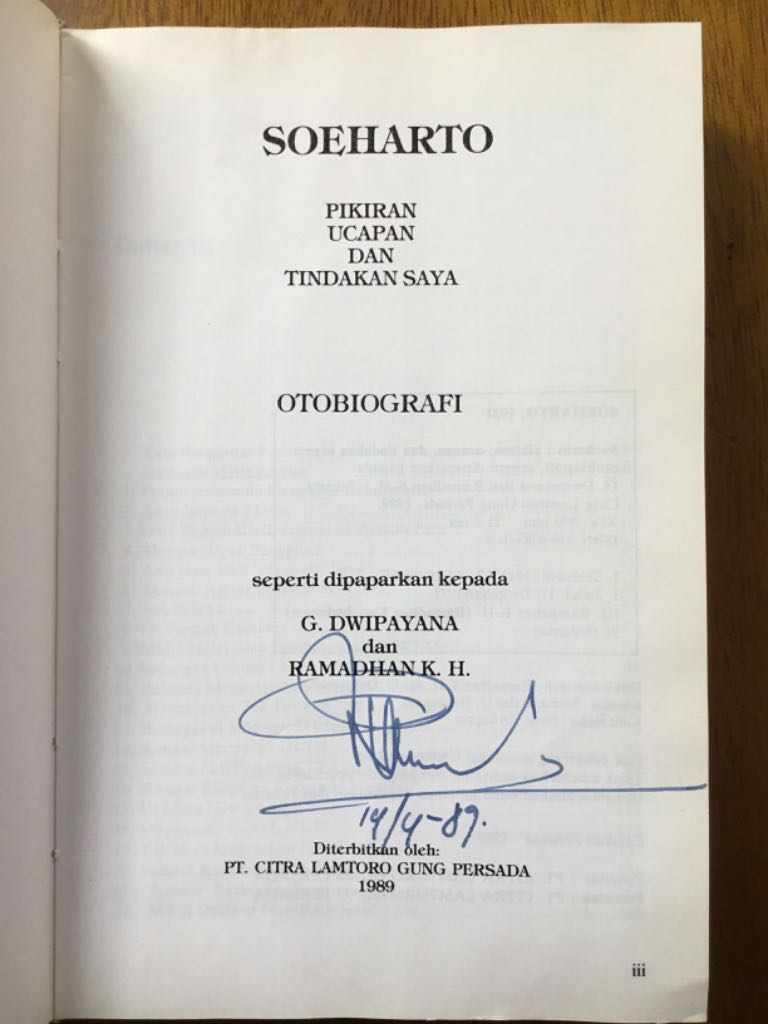 SOEHARTO
PIKIRAN
UCAPAN
DAN
TINDAKAN SAYA
OTOBIOGRAFI
seperti dipaparkan kepada
G. DWIPAYANA
dan
RAMADHAN K. H.
14/4-89.
Diterbitkan oleh:
PT. CITRA LAMTORO GUNG PERSADA
1989
iii